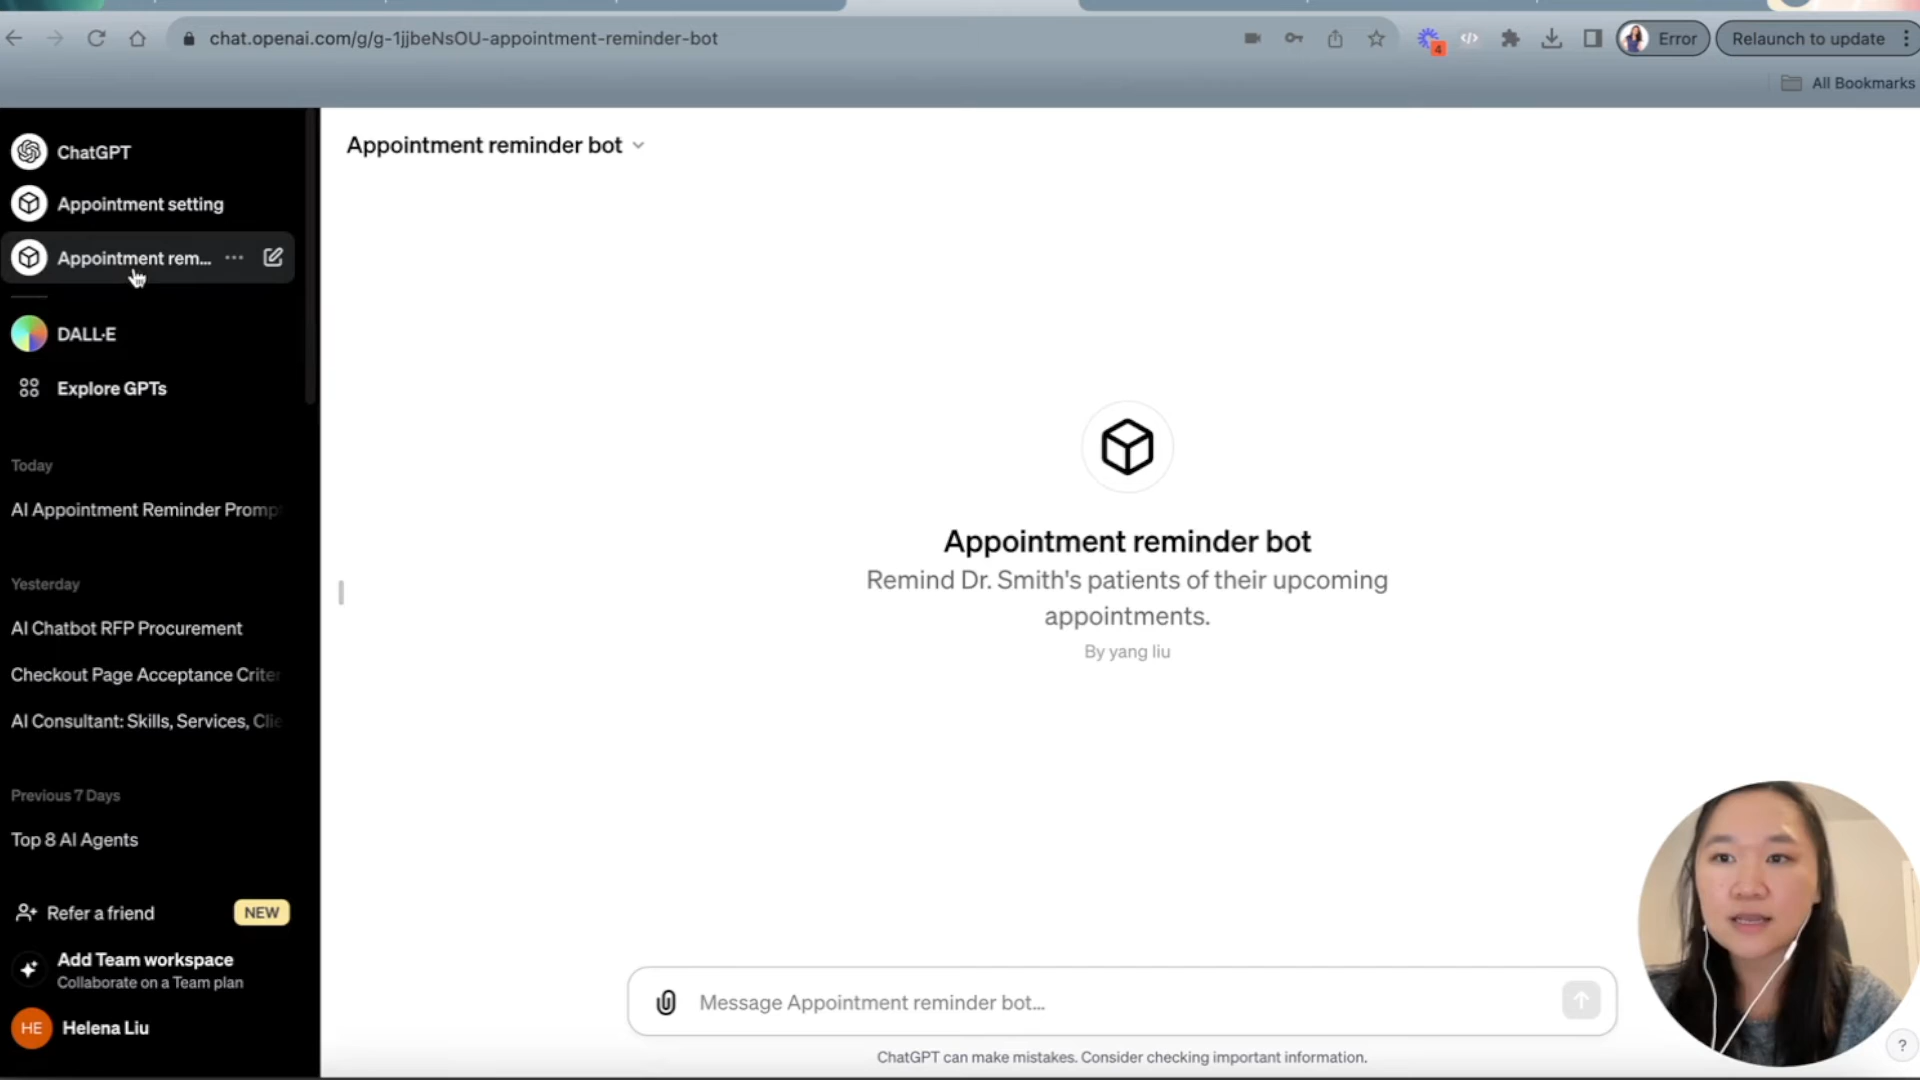 chat.openai.com/g/g-1jjbeNsOU-appointment-reminder-bot
4
Error
Relaunch to update
All Bookmarks
ChatGPT
Appointment setting
Appointment rem...
DALL·E
Explore GPTs
Today
AI Appointment Reminder Promp
Yesterday
AI Chatbot RFP Procurement
Checkout Page Acceptance Criter
AI Consultant: Skills, Services, Clie
Previous 7 Days
Top 8 AI Agents
Refer a friend
NEW
Add Team workspace
Collaborate on a Team plan
HE
Helena Liu
Appointment reminder bot
Appointment reminder bot
Remind Dr. Smith's patients of their upcoming
appointments.
By yang liu
Message Appointment reminder bot...
ChatGPT can make mistakes. Consider checking important information.
?